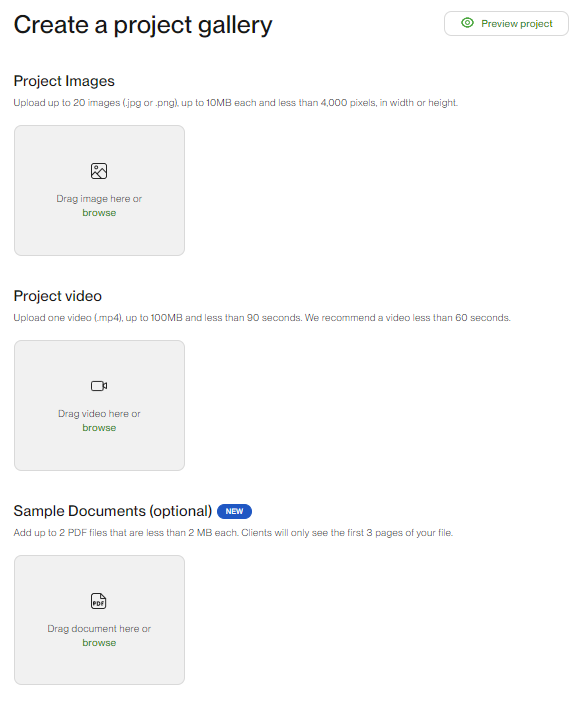 Create a project gallery
Preview project
Project Images
Upload up to 20 images (.jpg or .png), up to 10MB each and less than 4,000 pixels, in width or height.
Drag image here or
browse
Project video
Upload one video (.mp4), up to 100MB and less than 90 seconds. We recommend a video less than 60 seconds.
Drag video here or
browse
Sample Documents (optional) NEW
Add up to 2 PDF files that are less than 2 MB each. Clients will only see the first 3 pages of your file.
PDF
Drag document here or
browse